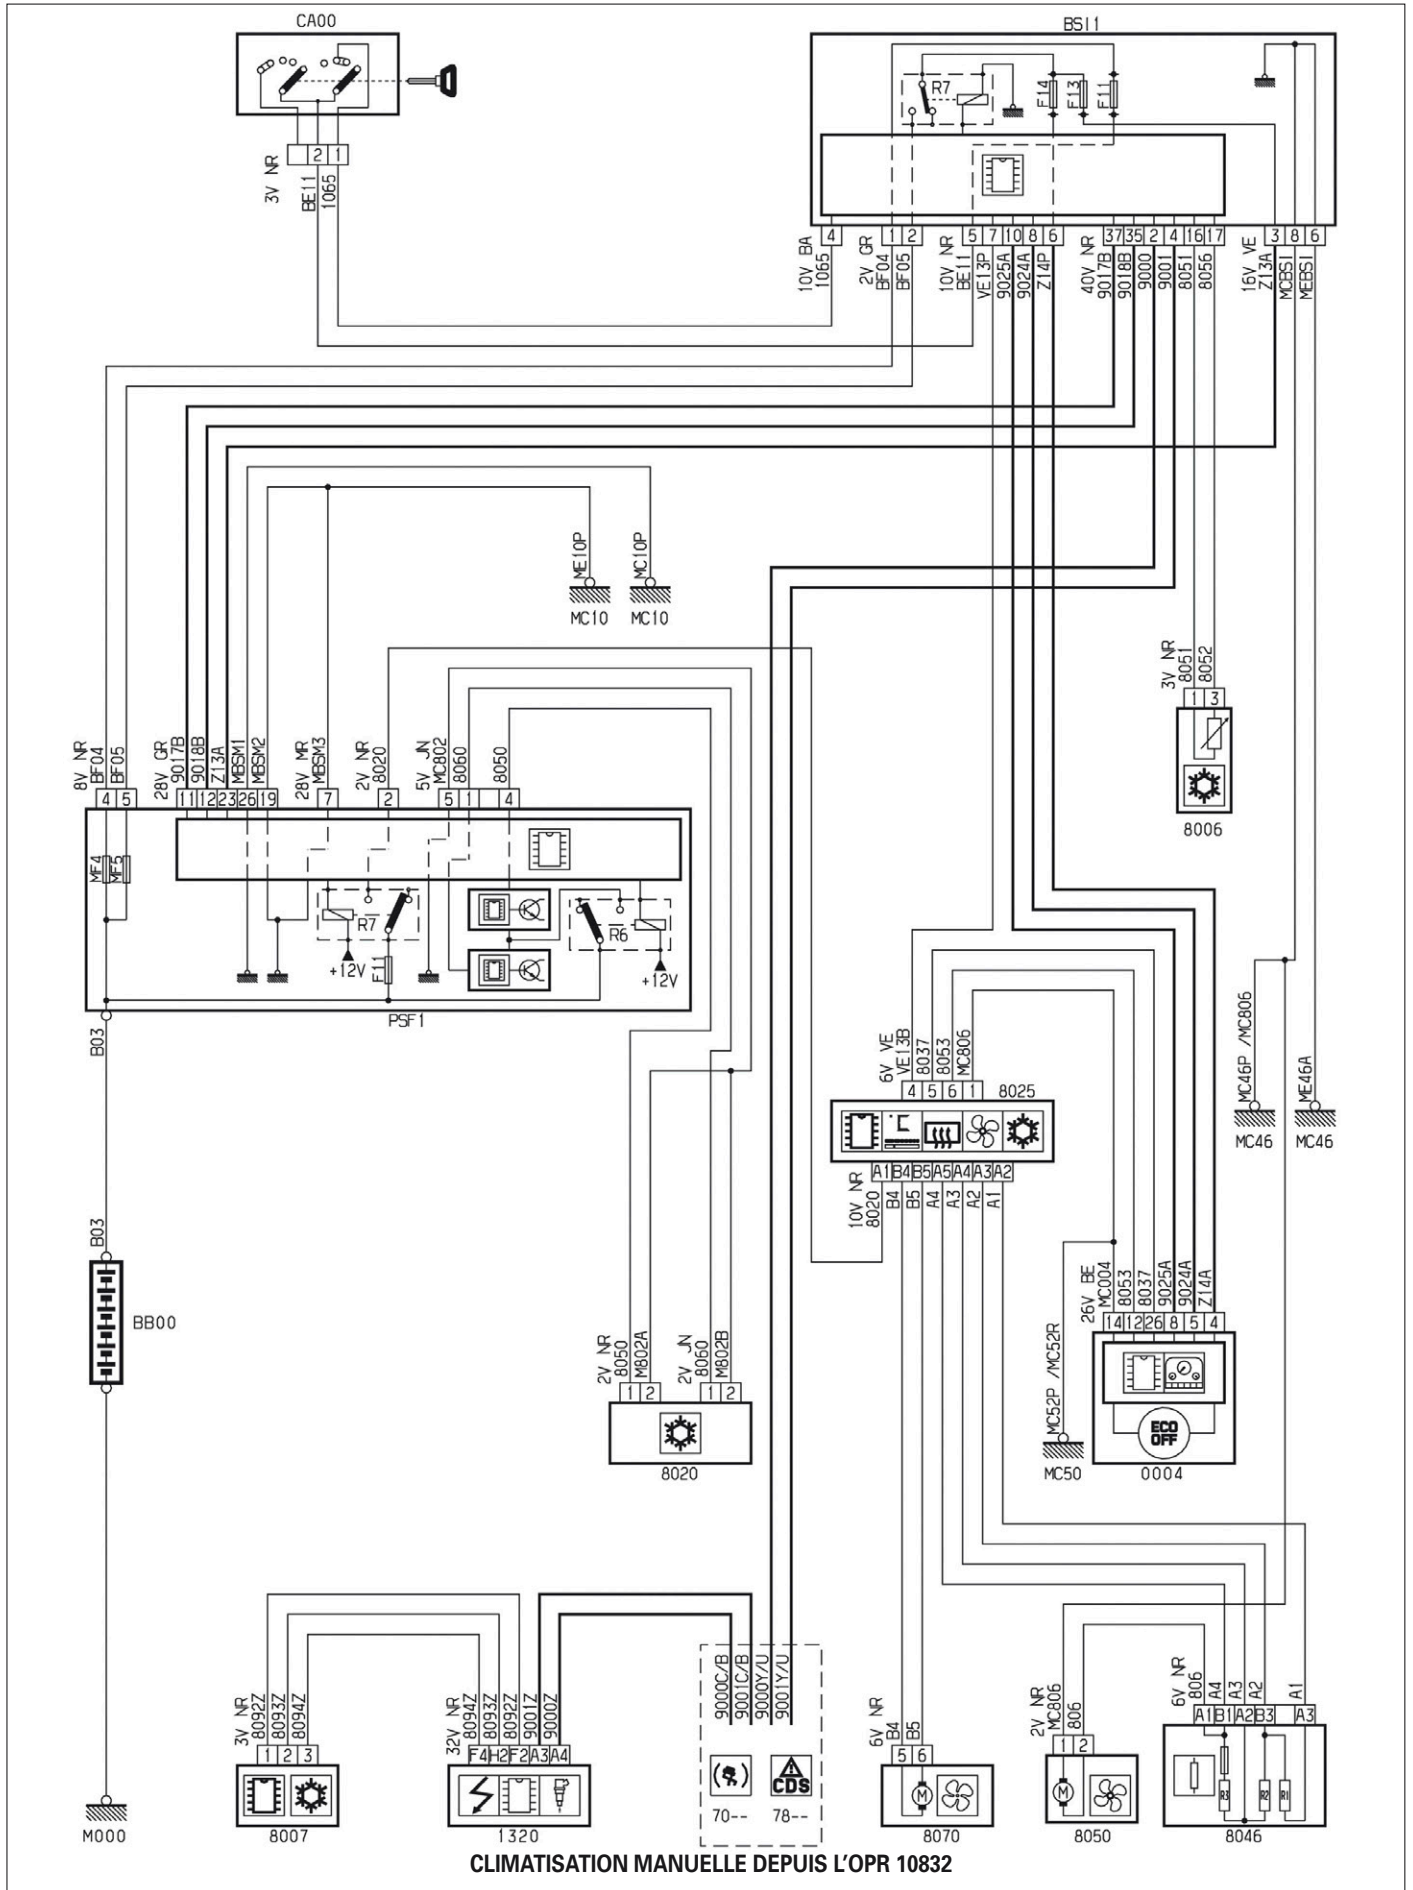 CA00
BSI1
R7
F14
F13
F11
2
1
3V NR
BE11
1065
4
1
2
5
7
10
8
6
37
35
2
4
16
17
3
8
6
10V BA
1065
2V GR
BF04
BF05
10V NR
BE11
VE13P
9025A
9024A
Z14P
40V NR
9017B
9018B
9000
9001
8051
8056
16V VE
Z13A
MCBSI
MEBSI
ME10P
MC10P
MC10
MC10
3V NR
8051
8052
1
3
8006
8V NR
BF04
BF05
28V GR
9017B
9018B
Z13A
MBSM1
MBSM2
28V MR
MBSM3
2V NR
8020
5V JN
MC802
8060
8050
4
5
11
12
23
26
19
7
2
5
1
4
MF4
MF5
R7
R6
+12V
F11
+12V
PSF1
B03
MC46P /MC806
ME46A
MC46
MC46
6V VE
VE13B
8037
8053
MC806
4
5
6
1
8025
°C
A1
B4
B5
A5
A4
A3
A2
10V NR
8020
B4
B5
A4
A3
A2
A1
B03
BB00
26V BE
MC004
8053
8037
9025A
9024A
Z14A
14
12
26
8
5
4
MC52P /MC52R
MC50
ECO
OFF
0004
2V NR
8050
M802A
2V JN
8060
M802B
1
2
1
2
8020
3V NR
8092Z
8093Z
8094Z
1
2
3
8007
32V NR
8094Z
8093Z
8092Z
9001Z
9000Z
F4
H2
F2
A3
A4
1320
9000C/B
9001C/B
9000Y/U
9001Y/U
CDS
70--
78--
6V NR
B4
B5
5
6
M
8070
2V NR
MC806
806
1
2
M
8050
6V NR
806
A4
A3
A2
A1
A1
B1
A2
B3
A3
R3
R2
R1
8046
M000
CLIMATISATION MANUELLE DEPUIS L'OPR 10832